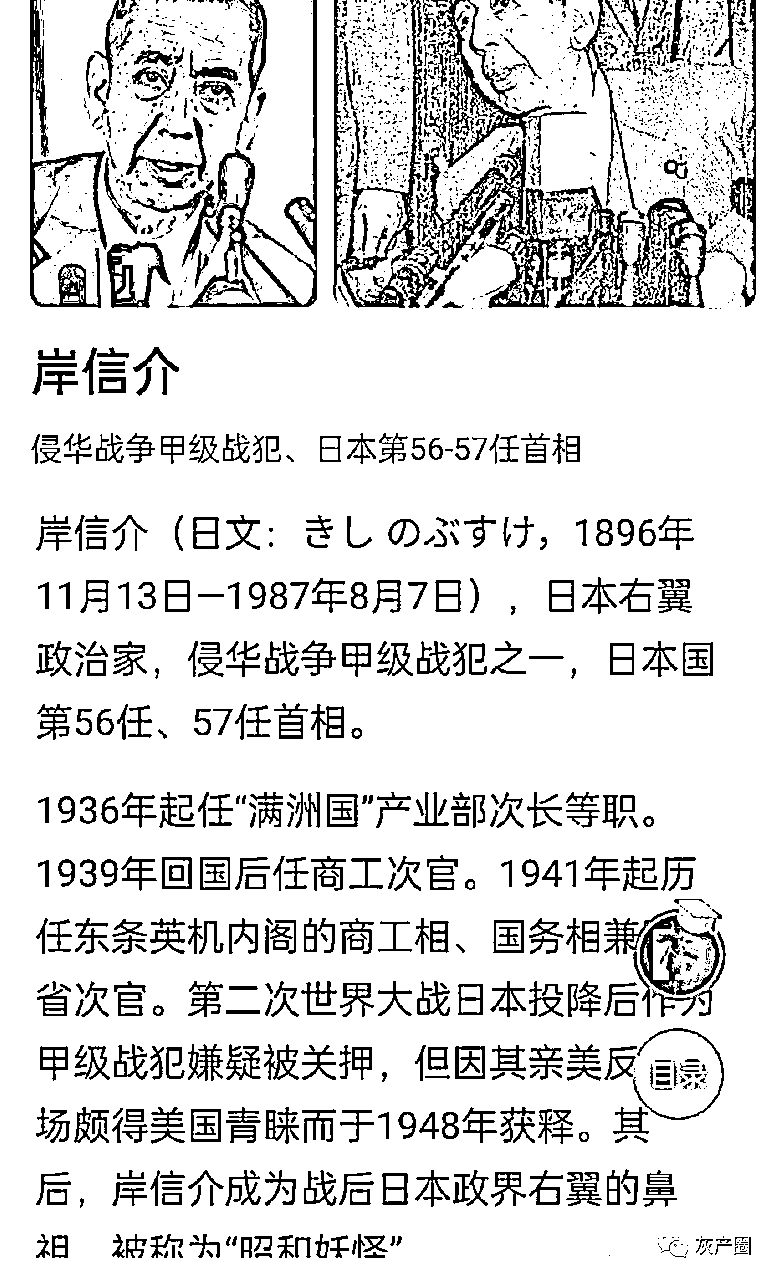 岸信介
侵华战争甲级战犯、日本第56-57任首相
岸信介（日文：きし のぶすけ，1896年
11月13日—1987年8月7日），日本右翼
政治家，侵华战争甲级战犯之一，日本国
第56任、57任首相。
1936年起任“满洲国”产业部次长等职。
1939年回国后任商工次官。1941年起历
任东条英机内阁的商工相、国务相兼
省次官。第二次世界大战日本投降后作为
甲级战犯嫌疑被关押，但因其亲美反
目录
场颇得美国青睐而于1948年获释。其
后，岸信介成为战后日本政界右翼的鼻
祖，被称为“昭和妖怪”
灰产圈